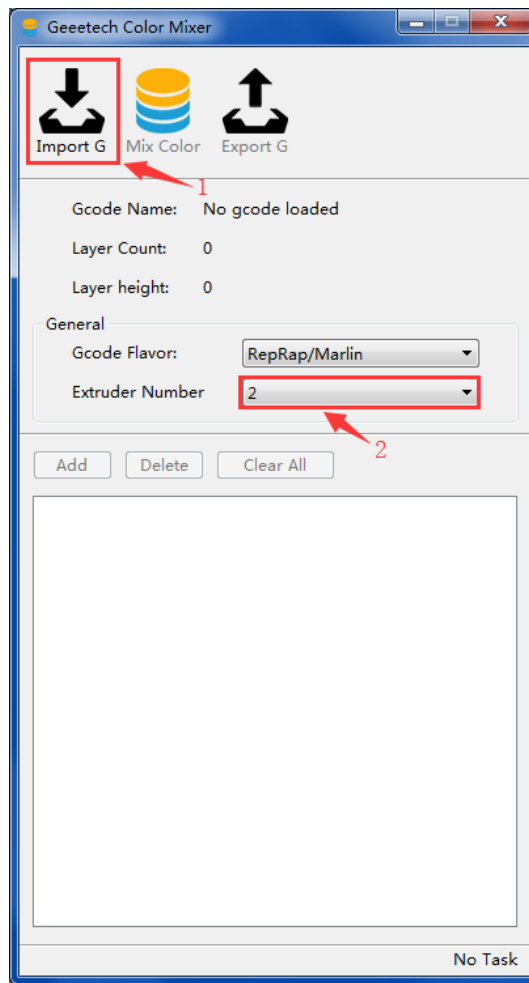 Geeetech Color Mixer
Import G Mix Color Export G
1
Gcode Name: No gcode loaded
Layer Count: 0
Layer height: 0
General
Gcode Flavor: RepRap/Marlin
Extruder Number 2
2
Add Delete Clear All
No Task